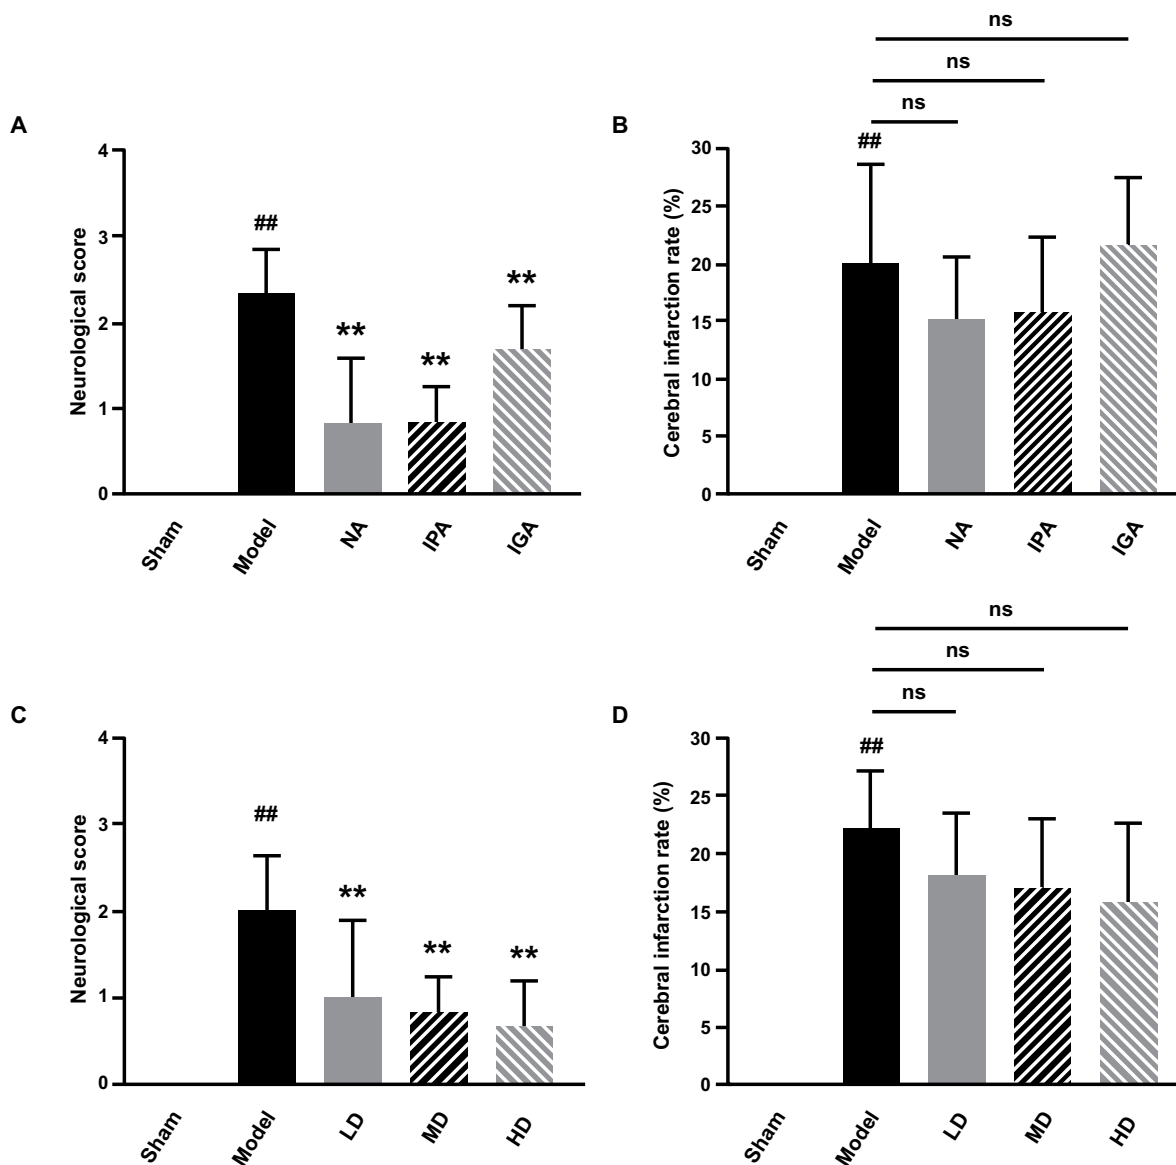 ns
ns
ns
A
B
4
3
2
1
0
Neurological score
##
**
**
**
Sham
Model
NA
IPA
IGA
30
25
20
15
10
5
0
Cerebral infarction rate (%)
##
Sham
Model
NA
IPA
IGA
ns
ns
ns
C
D
4
3
2
1
0
Neurological score
##
**
**
**
Sham
Model
LD
MD
HD
30
25
20
15
10
5
0
Cerebral infarction rate (%)
##
Sham
Model
LD
MD
HD